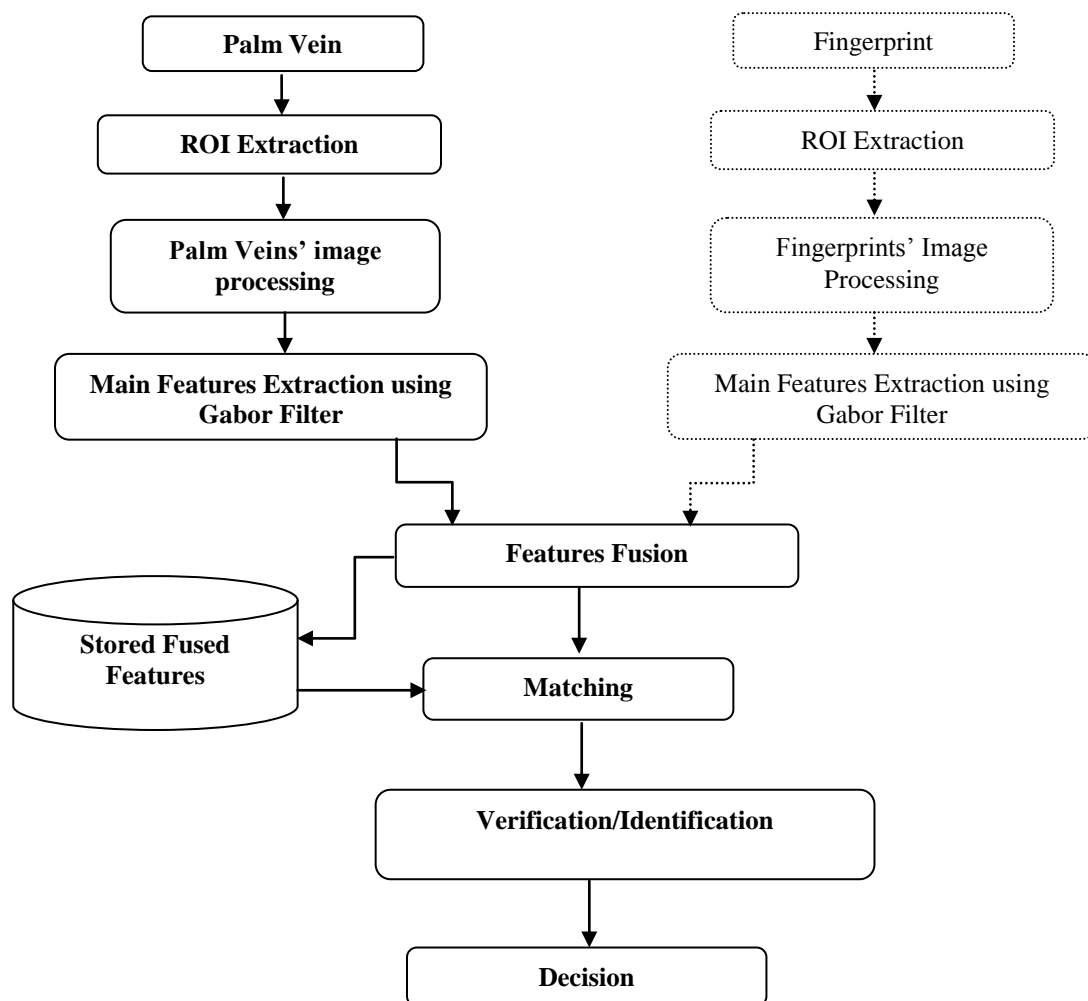 Palm Vein
ROI Extraction
Palm Veins’ image
processing
Main Features Extraction using
Gabor Filter
Fingerprint
ROI Extraction
Fingerprints’ Image
Processing
Main Features Extraction using
Gabor Filter
Features Fusion
Stored Fused
Features
Matching
Verification/Identification
Decision